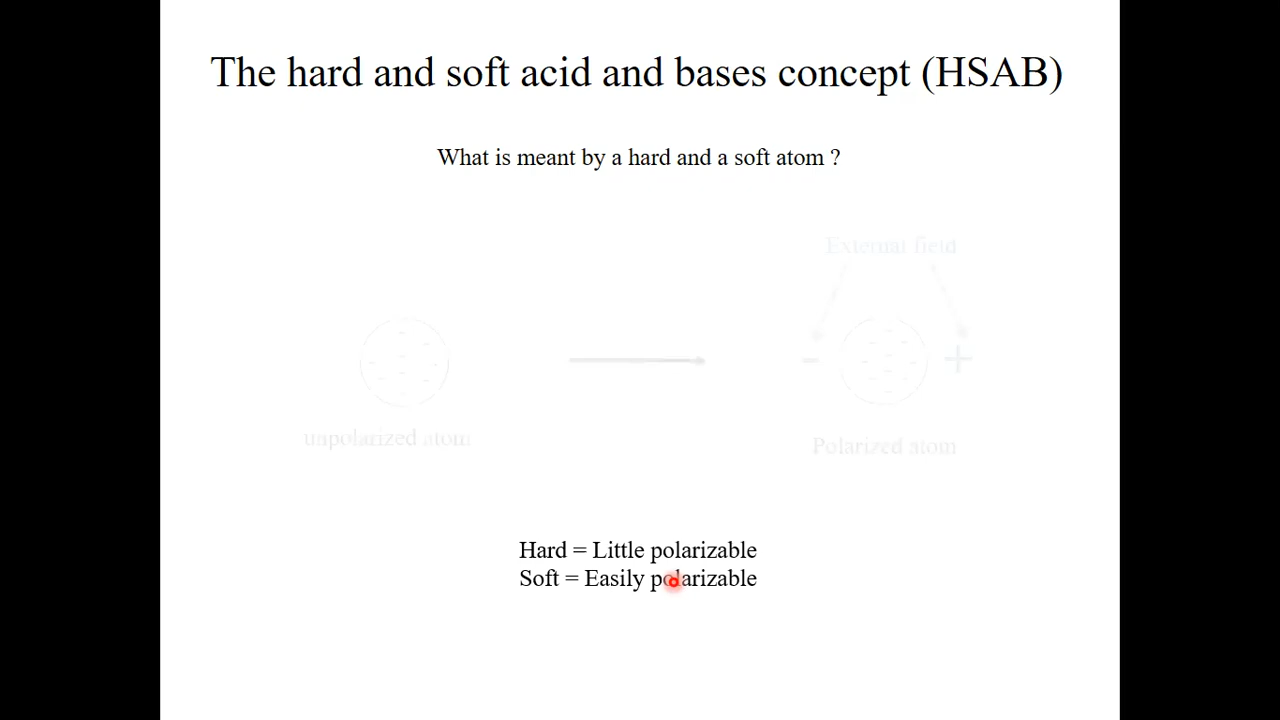 The hard and soft acid and bases concept (HSAB)
What is meant by a hard and a soft atom ?
External field
- +
unpolarized atom
Polarized atom
Hard = Little polarizable
Soft = Easily polarizable